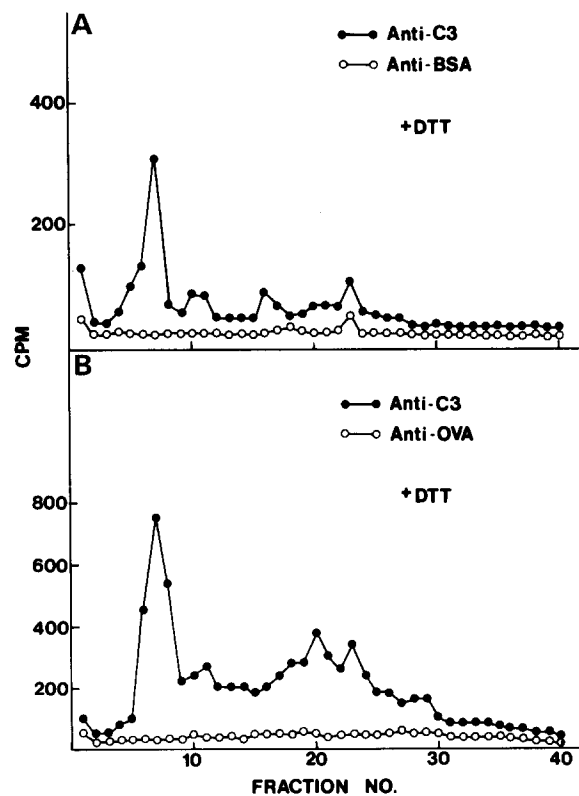 A
Anti-C3
Anti-BSA
+DTT
400
200
CPM
B
Anti-C3
Anti-OVA
+DTT
800
600
400
200
10
20
30
40
FRACTION NO.